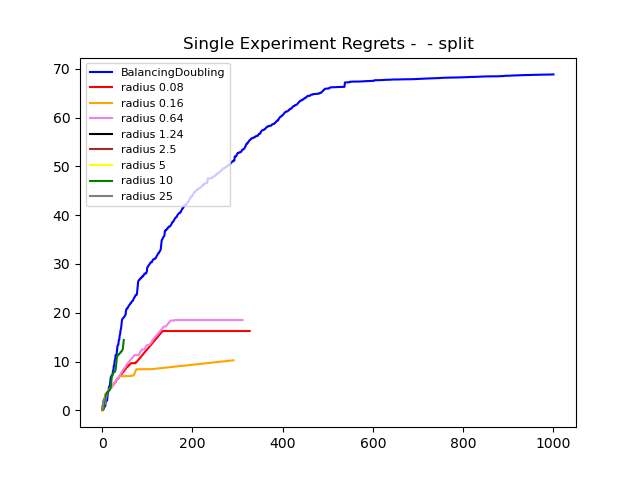 Single Experiment Regrets -  - split
BalancingDoubling
radius 0.08
radius 0.16
radius 0.64
radius 1.24
radius 2.5
radius 5
radius 10
radius 25
70
60
50
40
30
20
10
0
0 200 400 600 800 1000